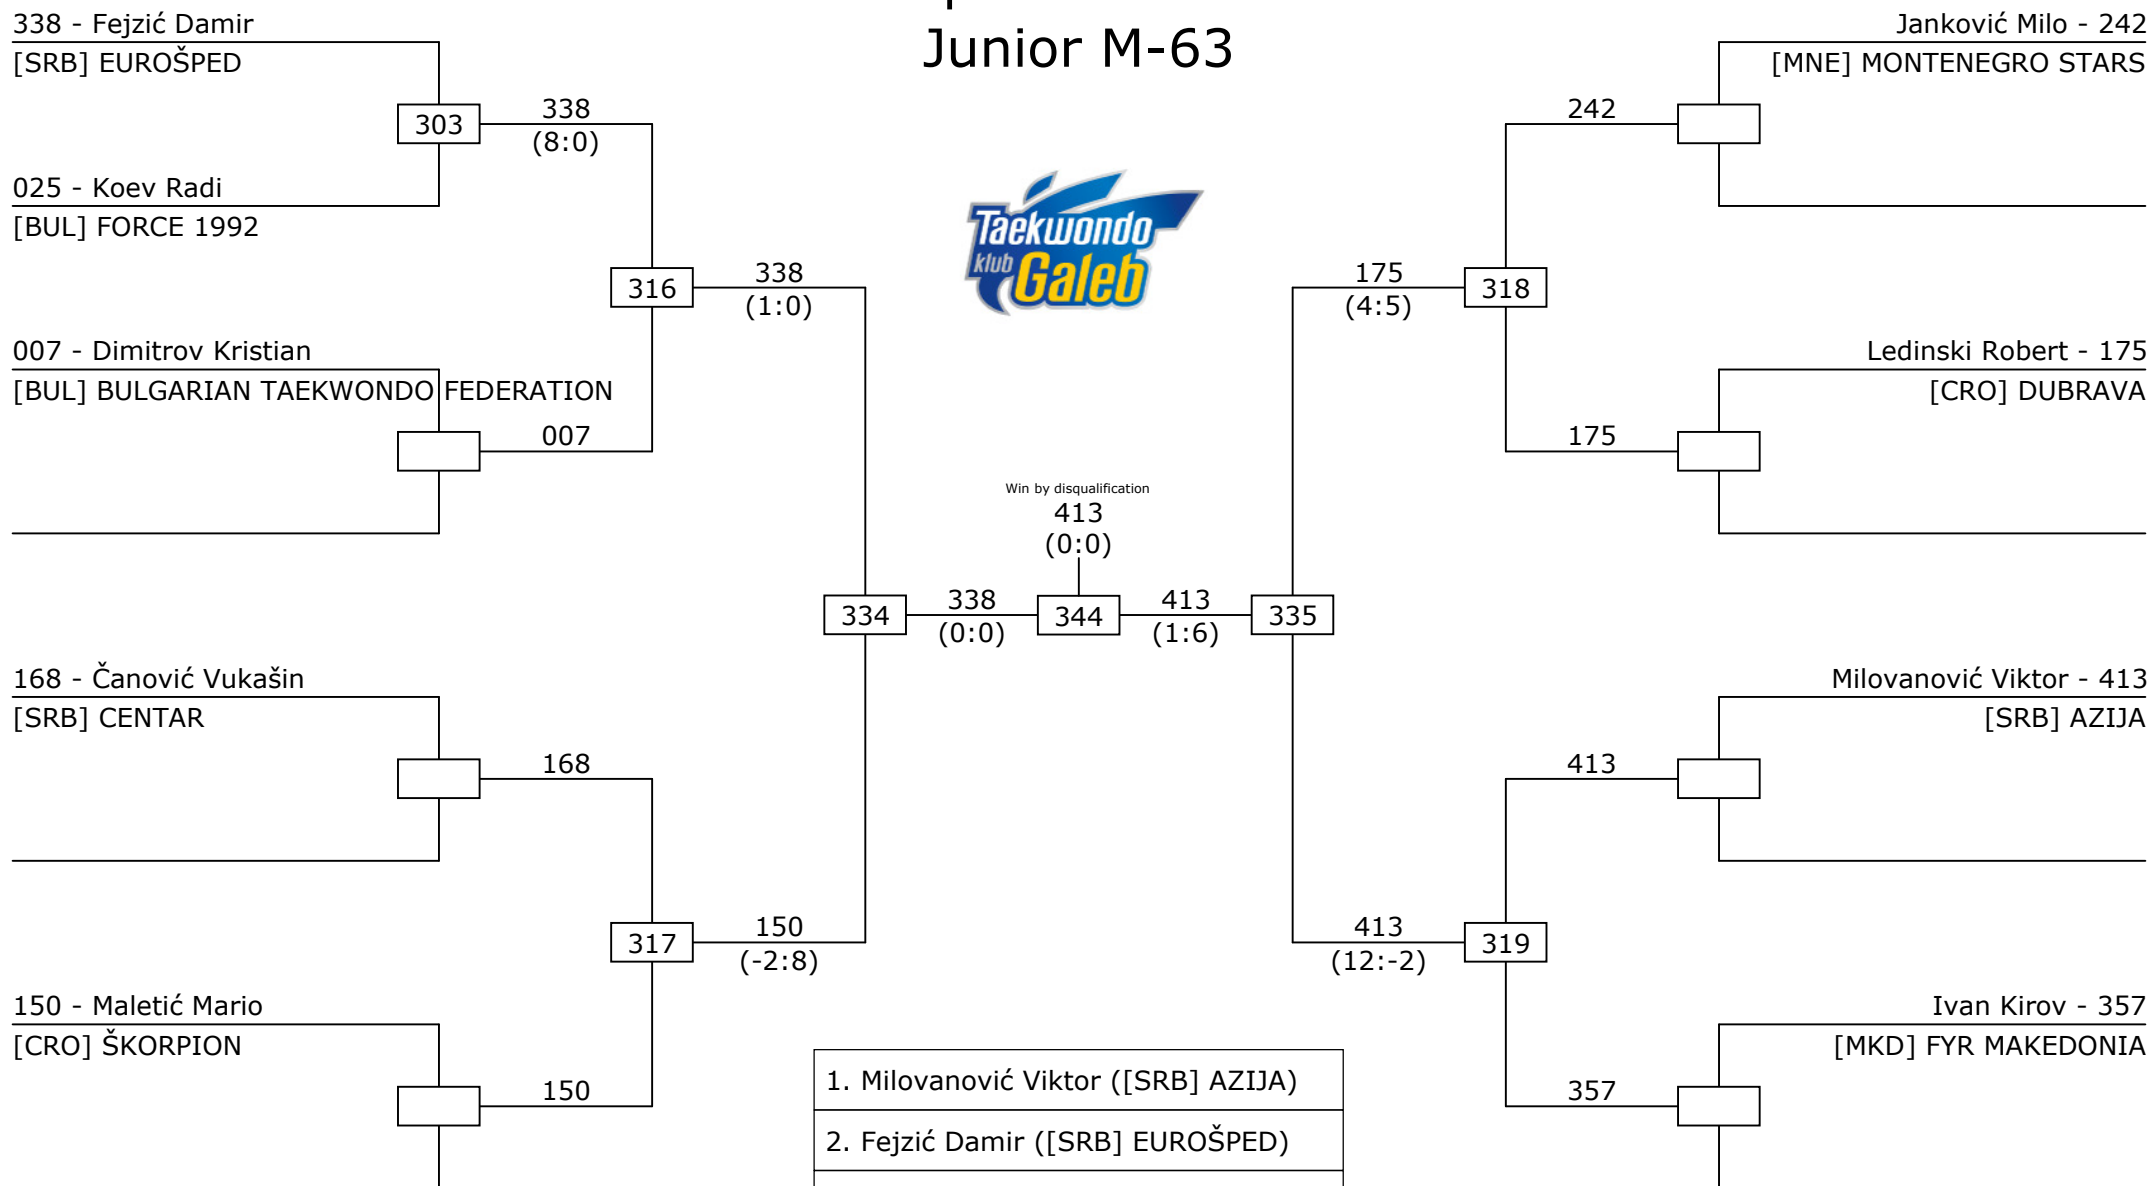 Junior M-63
338 - Fejzić Damir
[SRB] EUROŠPED
303
338
(8:0)
025 - Koev Radi
[BUL] FORCE 1992
316
338
(1:0)
007 - Dimitrov Kristian
[BUL] BULGARIAN TAEKWONDO FEDERATION
007
168 - Čanović Vukašin
[SRB] CENTAR
168
317
150
(-2:8)
150 - Maletić Mario
[CRO] ŠKORPION
150
334
338
(0:0)
Taekwondo
klub Galeb
Win by disqualification
413
(0:0)
344
413
(1:6)
335
Janković Milo - 242
[MNE] MONTENEGRO STARS
242
175
(4:5)
318
Ledinski Robert - 175
[CRO] DUBRAVA
175
Milovanović Viktor - 413
[SRB] AZIJA
413
413
(12:-2)
319
Ivan Kirov - 357
[MKD] FYR MAKEDONIA
357
1. Milovanović Viktor ([SRB] AZIJA)
2. Fejzić Damir ([SRB] EUROŠPED)